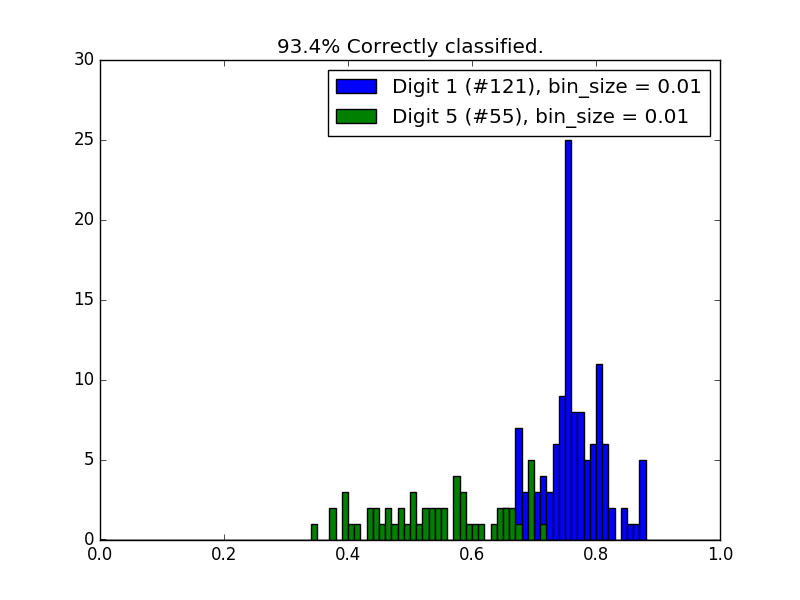 93.4% Correctly classified.
Digit 1 (#121), bin_size = 0.01
Digit 5 (#55), bin_size = 0.01
30
25
20
15
10
5
0
0.0 0.2 0.4 0.6 0.8 1.0